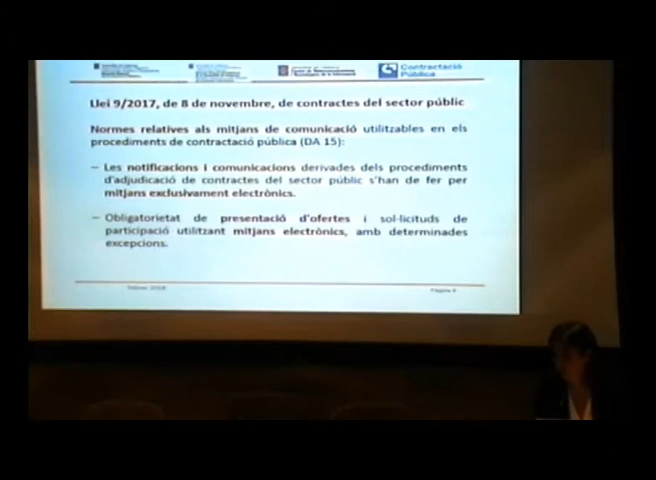 Contractació
Pública
Llei 9/2017, de 8 de novembre, de contractes del sector públic
Normes relatives als mitjans de comunicació utilitzables en els
procediments de contractació pública (DA 15):
– Les notificacions i comunicacions derivades dels procediments
d'adjudicació de contractes del sector públic s'han de fer per
mitjans exclusivament electrònics.
– Obligatorietat de presentació d'ofertes i sol·licituds de
participació utilitzant mitjans electrònics, amb determinades
excepcions.